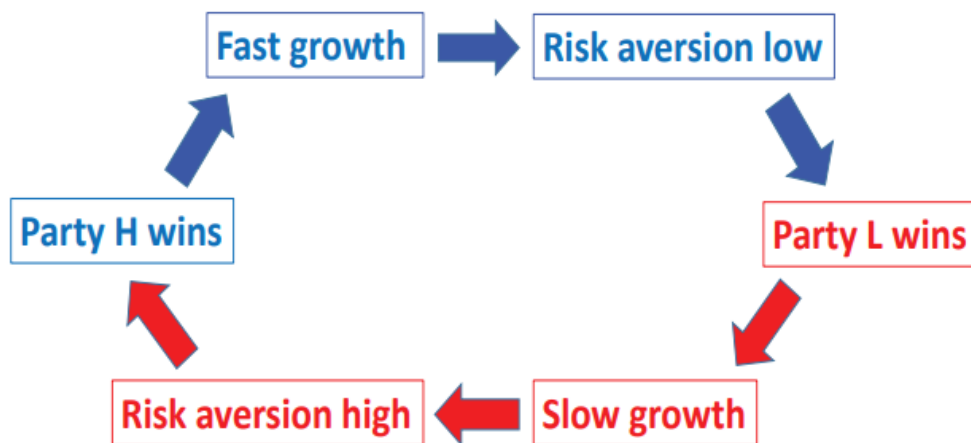 Fast growth
Risk aversion low
Party H wins
Party L wins
Risk aversion high
Slow growth